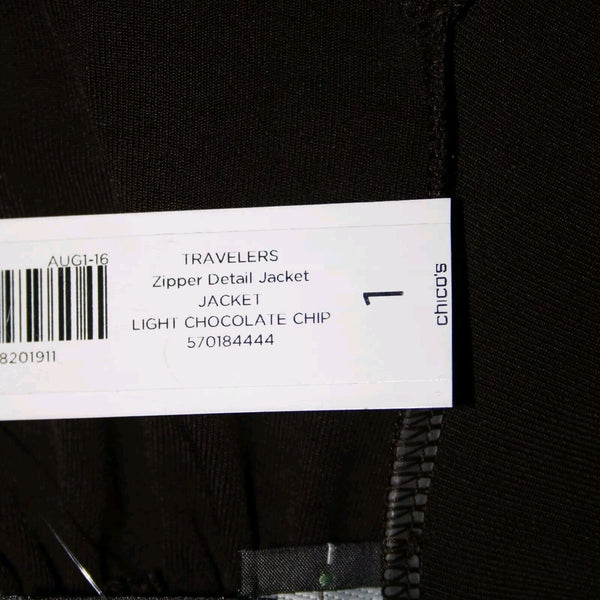 AUG1-16
8201911
TRAVELERS
Zipper Detail Jacket
JACKET
LIGHT CHOCOLATE CHIP
570184444
1
chico's